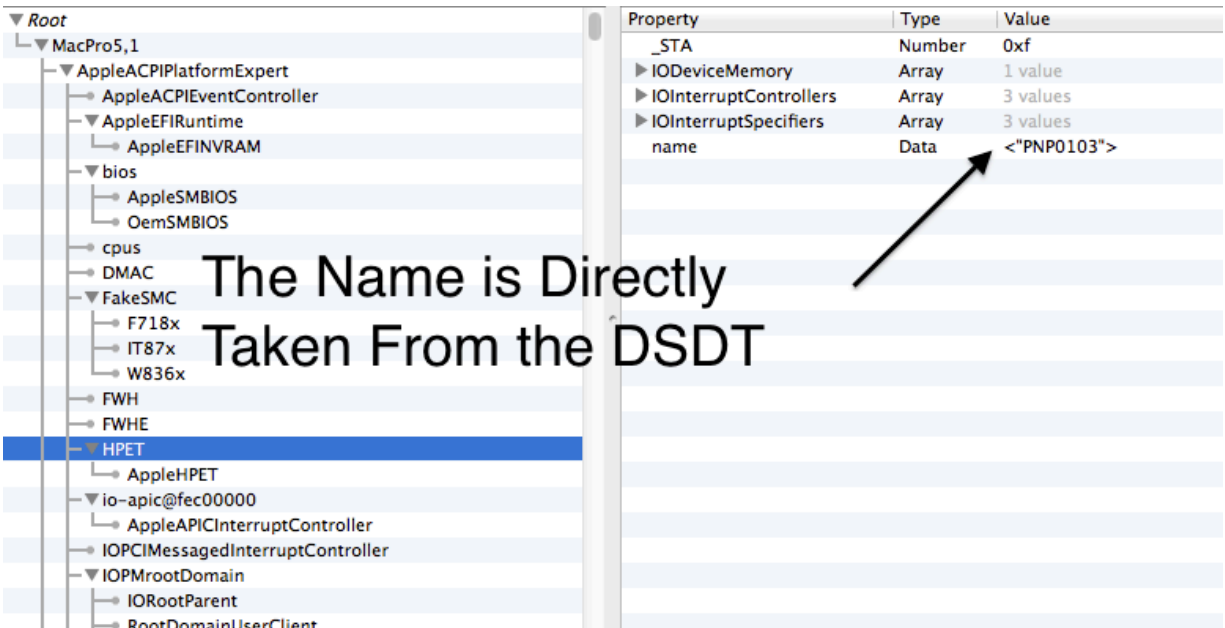 Root
MacPro5,1
AppleACPIPlatformExpert
AppleACPIEventController
AppleEFIRuntime
AppleEFINVRAM
bios
AppleSMBIOS
OemSMBIOS
cpus
DMAC
FakeSMC
F718x
IT87x
W836x
FWH
FWHE
HPET
AppleHPET
io-apic@fec00000
AppleAPICInterruptController
IOPCIMessagedInterruptController
IOPMrootDomain
IORootParent
RootDomainUserClient
Property Type Value
_STA Number 0xf
IODeviceMemory Array 1 value
IOInterruptControllers Array 3 values
IOInterruptSpecifiers Array 3 values
name Data <"PNP0103">
The Name is Directly
Taken From the DSDT